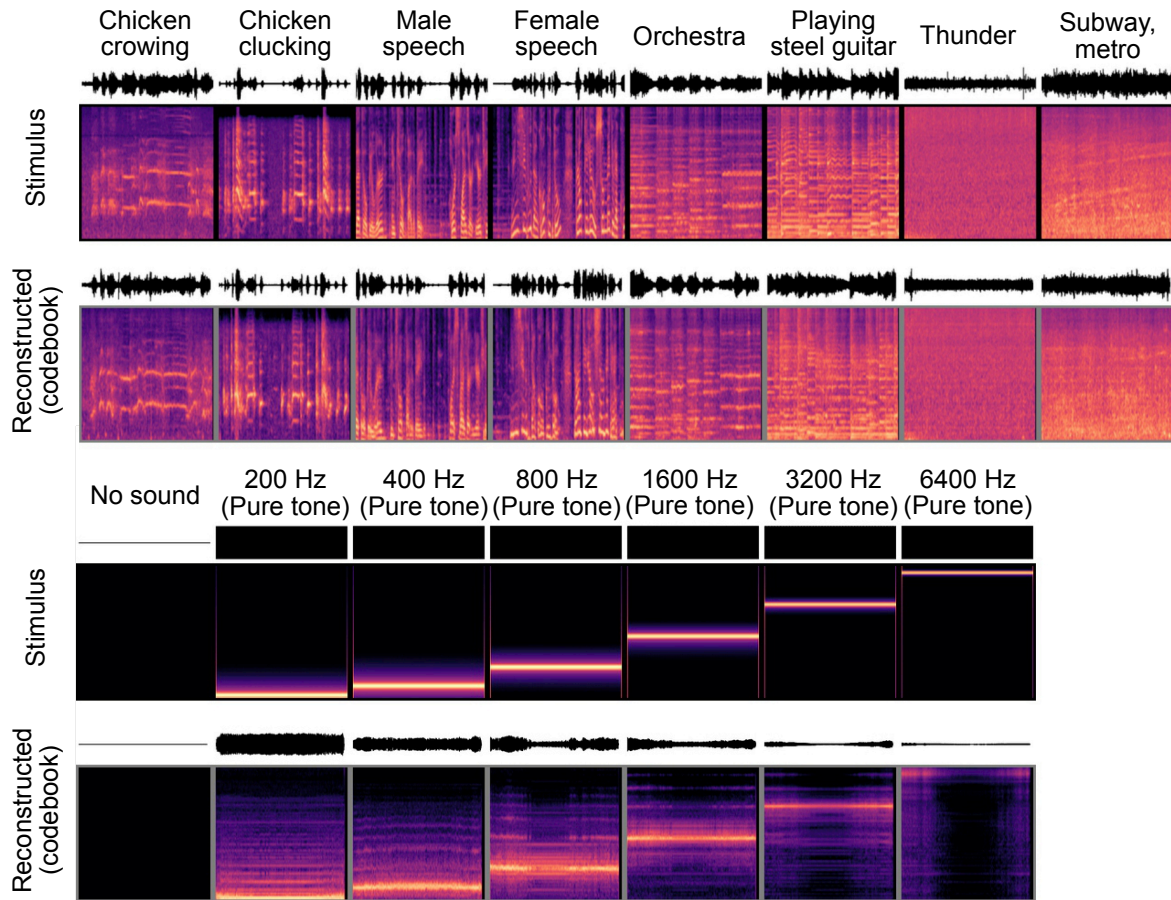 Chicken crowing
Chicken clucking
Male speech
Female speech
Orchestra
Playing steel guitar
Thunder
Subway, metro
Stimulus
Reconstructed (codebook)
No sound
200 Hz (Pure tone)
400 Hz (Pure tone)
800 Hz (Pure tone)
1600 Hz (Pure tone)
3200 Hz (Pure tone)
6400 Hz (Pure tone)
Stimulus
Reconstructed (codebook)